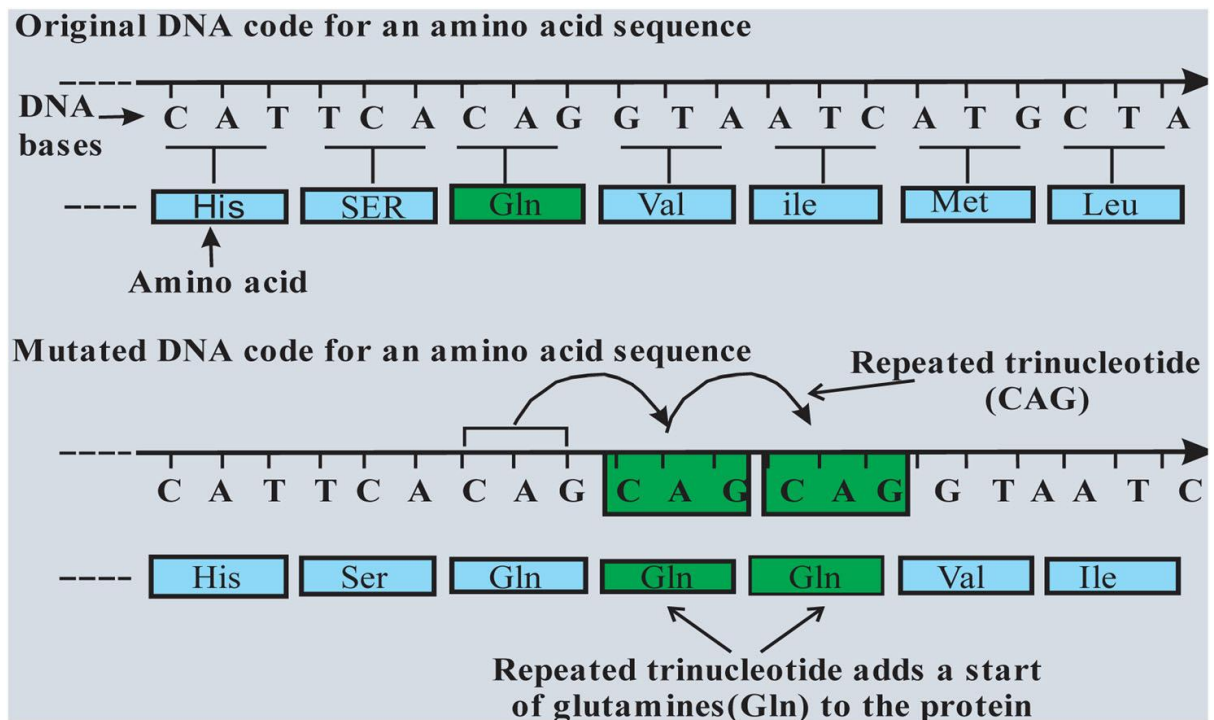 Original DNA code for an amino acid sequence
DNA bases
C A T T C A C A G G T A A T C A T G C T A
His SER Gln Val ile Met Leu
Amino acid
Mutated DNA code for an amino acid sequence
Repeated trinucleotide
(CAG)
C A T T C A C A G C A G C A G G T A A T C
His Ser Gln Gln Gln Val Ile
Repeated trinucleotide adds a start
of glutamines(Gln) to the protein